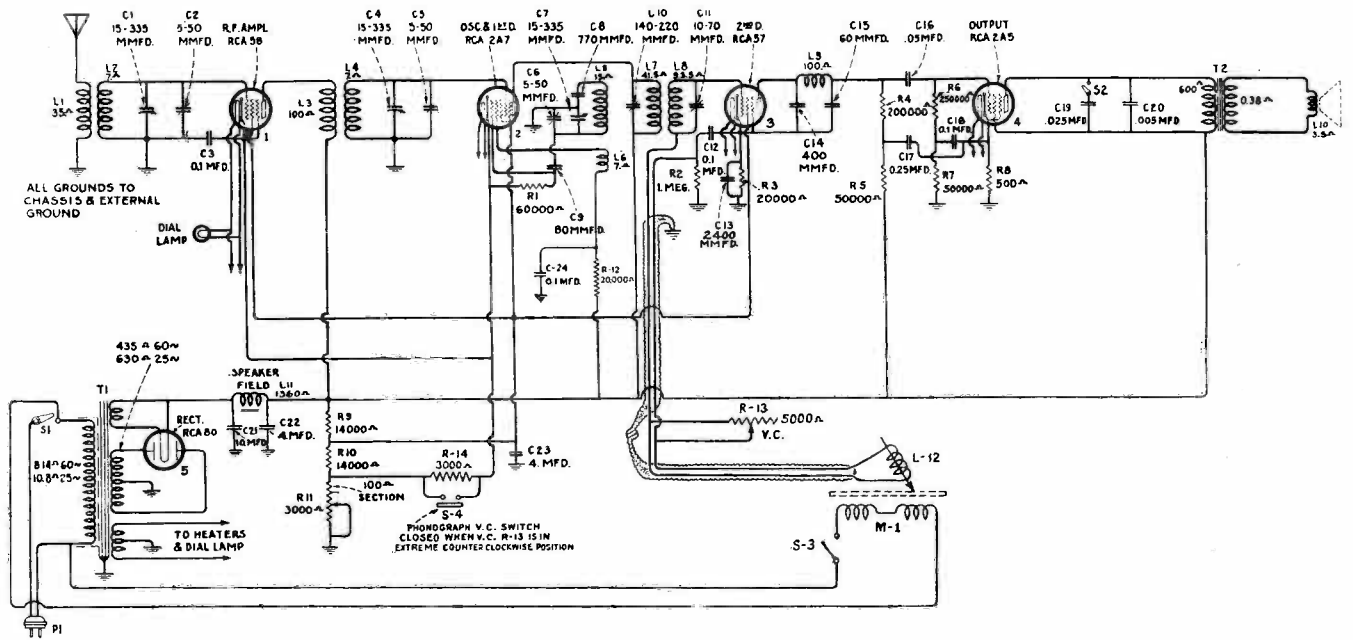 C1
15-335
MMFD.
C2
5-50
MMFD.
R.F. AMPL.
RCA 58
C4
15-335
MMFD.
C5
5-50
MMFD
OSC. & 1ST D.
RCA 2A7
C7
15-335
MMFD.
C8
770 MMFD.
C10
140-220
MMFD.
C11
10-70
MMFD.
2ND D.
RCA 57
C15
60 MMFD.
C16
.05 MFD.
OUTPUT
RCA 2A5
L2
7Ω
L1
35Ω
L3
100Ω
L4
7Ω
C6
5-50
MMFD.
L5
L7
41.5Ω
L8
L9
100Ω
R4
200000
R6
250000
S2
C19
.025 MFD
C20
.005 MFD
T2
600
0.38Ω
L10
3.5Ω
1
2
3
4
C3
0.1 MFD.
C12
0.1
MFD.
C14
400
MMFD.
C18
0.1 MFD.
C17
0.25 MFD.
L6
7Ω
R1
60000Ω
C9
80 MMFD.
R2
1. MEG.
R3
20000Ω
C13
2400
MMFD.
R5
50000
R7
50000
R8
500
ALL GROUNDS TO
CHASSIS & EXTERNAL
GROUND
DIAL
LAMP
C-24
0.1 MFD.
R-12
20,000Ω
435Ω 60~
630Ω 25~
SPEAKER
FIELD
L11
1360Ω
T1
S1
RECT.
RCA 80
5
C21
10. MFD.
C22
4. MFD.
R9
14000Ω
R10
14000Ω
R11
3000Ω
100Ω
SECTION
R-14
3000Ω
C23
4. MFD.
R-13
5000Ω
V.C.
L-12
M-1
S-3
S-4
8.14Ω 60~
10.8Ω 25~
TO HEATERS
& DIAL LAMP
PHONOGRAPH V.C. SWITCH
CLOSED WHEN V.C. R-13 IS IN
EXTREME COUNTER CLOCKWISE POSITION
P1